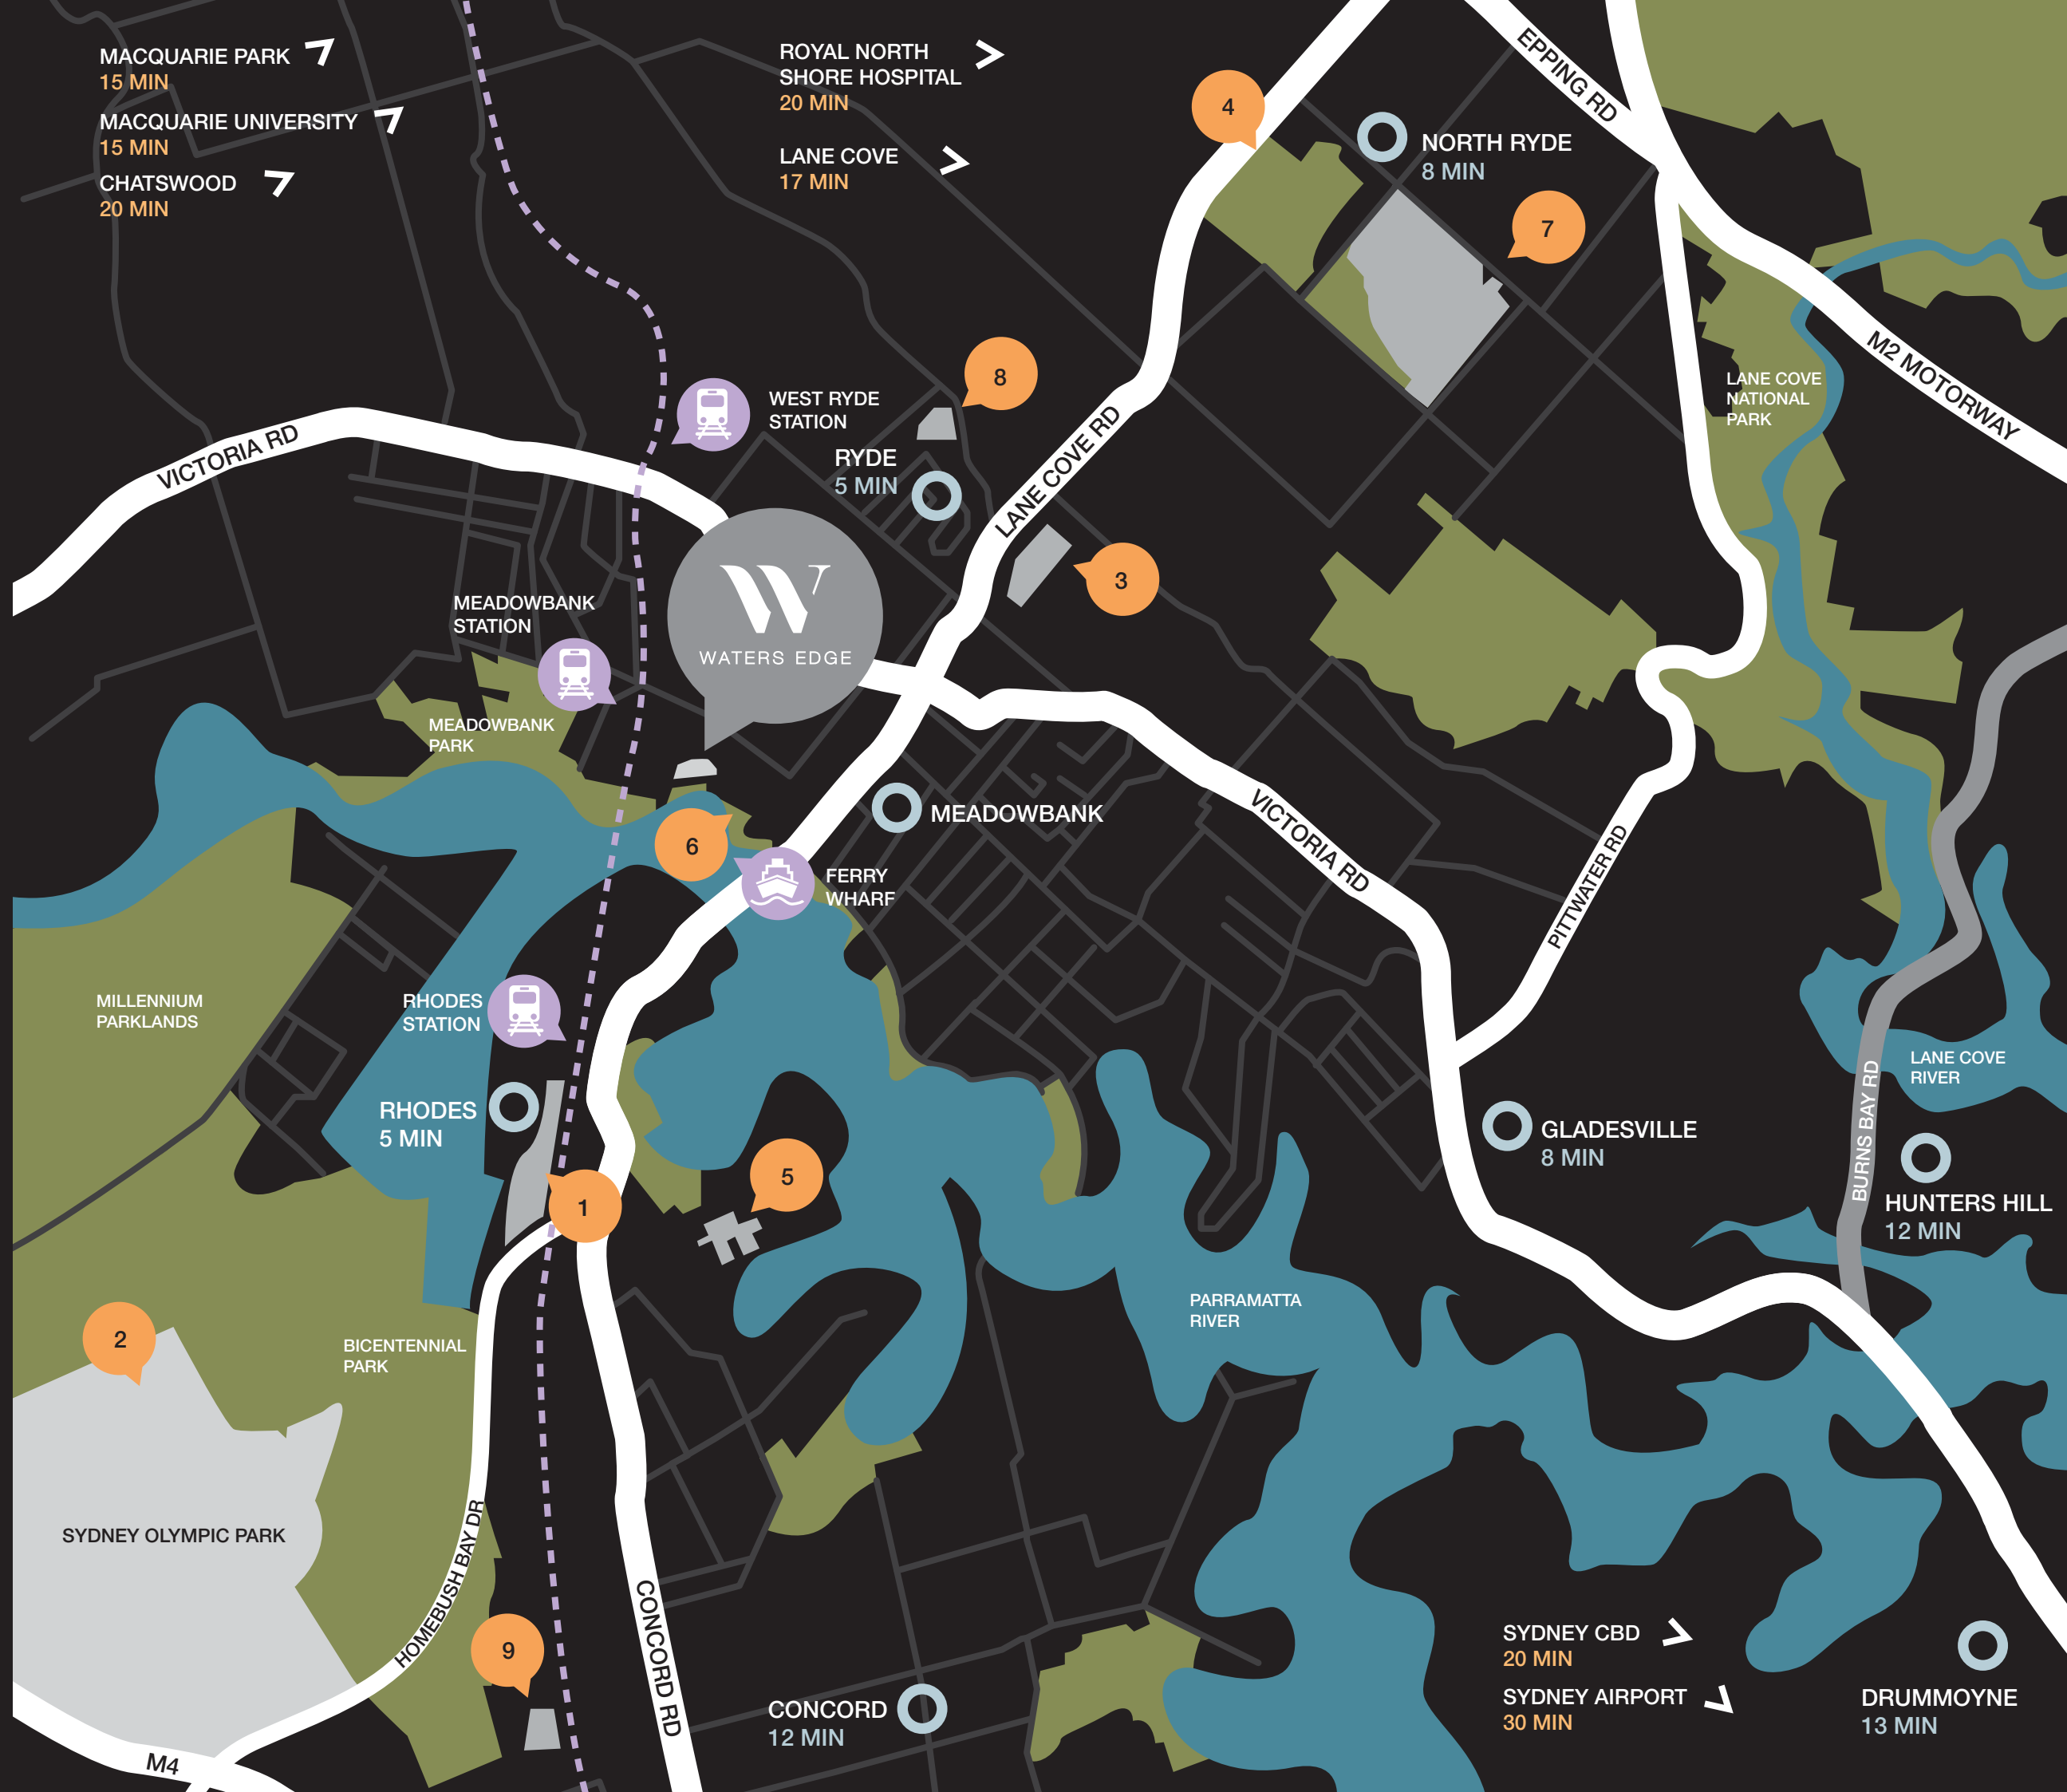 MACQUARIE PARK
15 MIN
MACQUARIE UNIVERSITY
15 MIN
CHATSWOOD
20 MIN
ROYAL NORTH
SHORE HOSPITAL
20 MIN
LANE COVE
17 MIN
4
EPPING RD
NORTH RYDE
8 MIN
7
M2 MOTORWAY
LANE COVE
NATIONAL
PARK
8
WEST RYDE
STATION
VICTORIA RD
RYDE
5 MIN
LANE COVE RD
3
W
WATERS EDGE
MEADOWBANK
STATION
MEADOWBANK
PARK
6
MEADOWBANK
VICTORIA RD
PITTWATER RD
FERRY
WHARF
MILLENNIUM
PARKLANDS
RHODES
STATION
RHODES
5 MIN
LANE COVE
RIVER
BURNS BAY RD
GLADESVILLE
8 MIN
HUNTERS HILL
12 MIN
5
1
PARRAMATTA
RIVER
2
BICENTENNIAL
PARK
SYDNEY OLYMPIC PARK
HOMEBUSH BAY DR
CONCORD RD
9
SYDNEY CBD
20 MIN
SYDNEY AIRPORT
30 MIN
DRUMMOYNE
13 MIN
CONCORD
12 MIN
M4